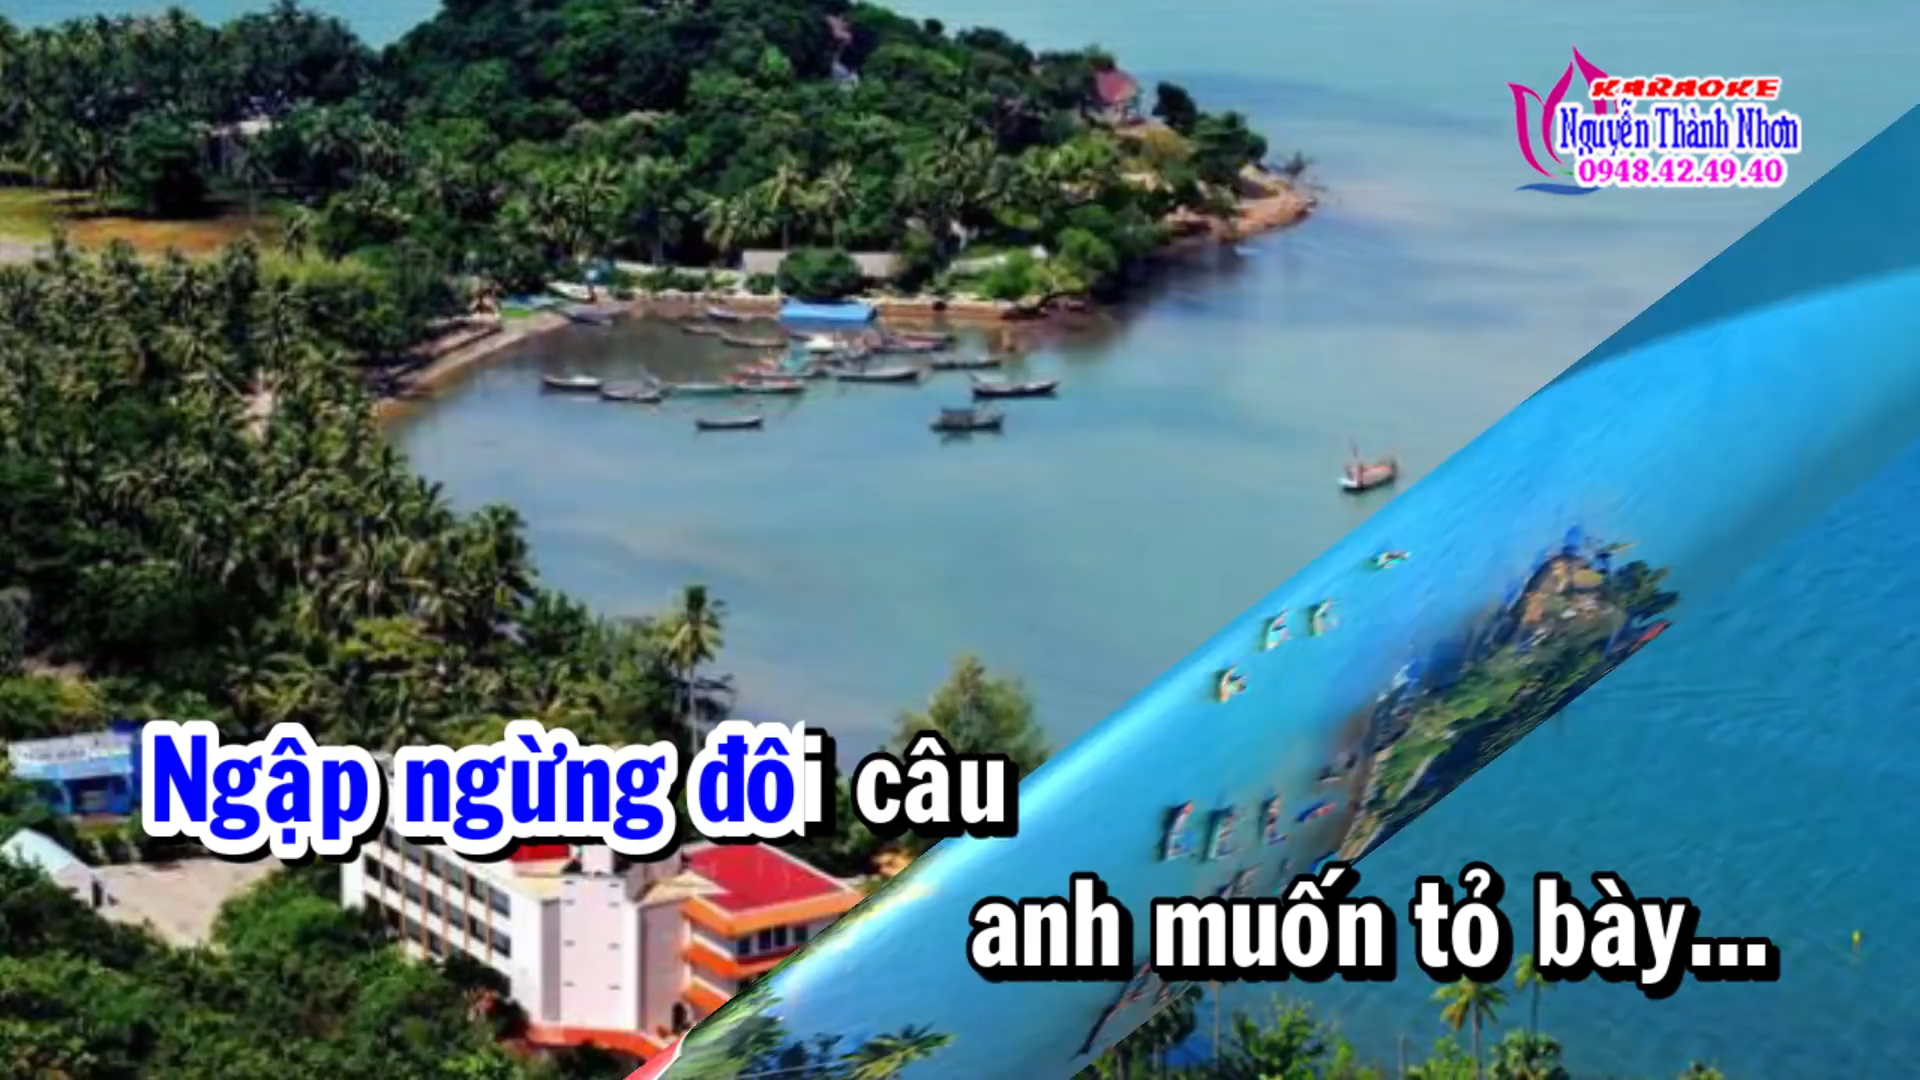 KARAOKE
Nguyễn Thành Nhơn
0948.42.49.40
Ngập ngừng đôi câu
anh muốn tỏ bày...